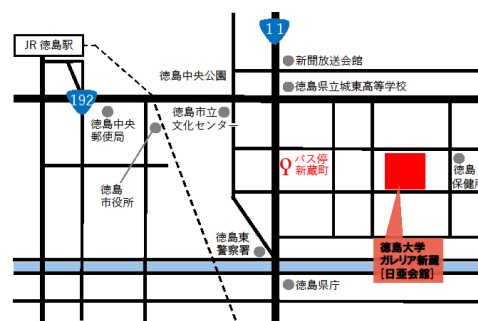 11
JR 徳島駅
新聞放送会館
徳島中央公園
徳島県立城東高等学校
192
徳島中央
郵便局
徳島市立
文化センター
バス停
新蔵町
徳島
保健所
徳島
市役所
徳島東
警察署
徳島大学
ガレリア新蔵
[日亜会館]
徳島県庁